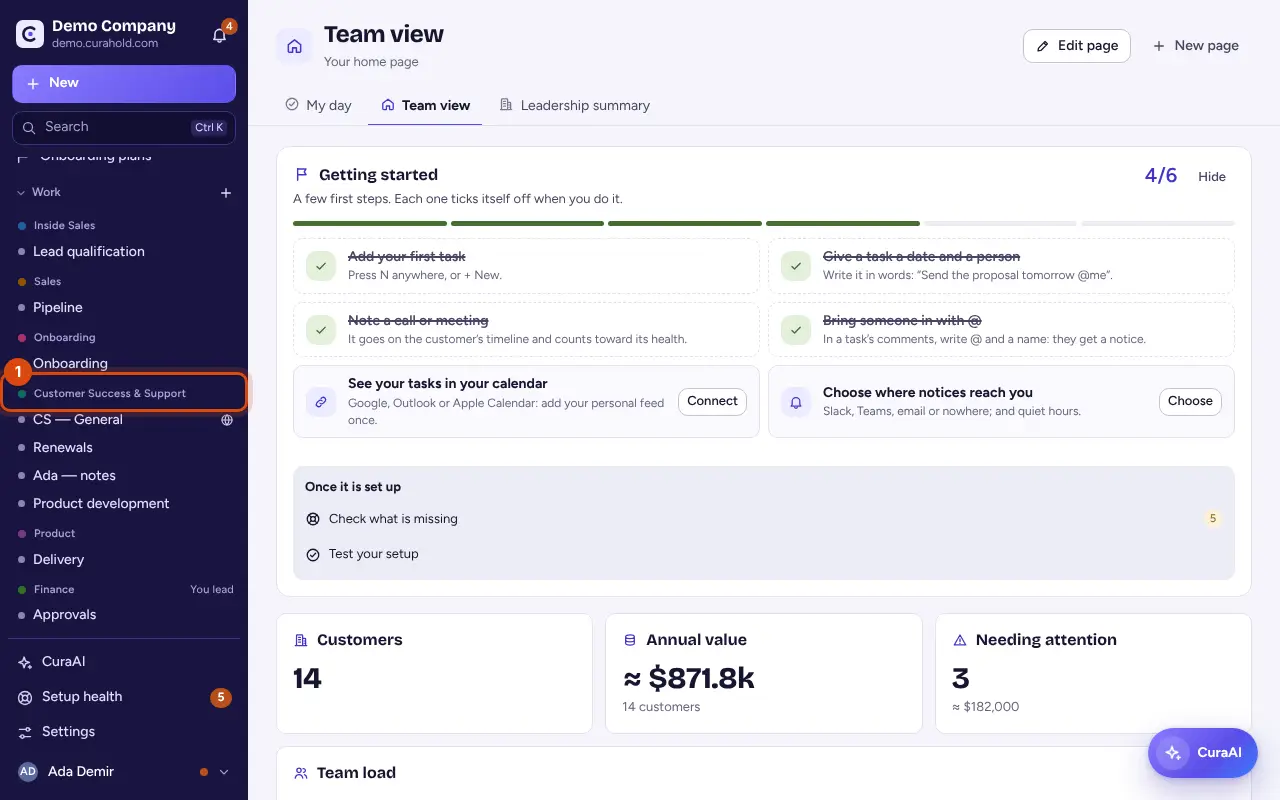 Demo Company
demo.curahold.com
4
New
Search
Ctrl K
Onboarding plans
Work
Inside Sales
Lead qualification
Sales
Pipeline
Onboarding
Onboarding
1
Customer Success & Support
CS — General
Renewals
Ada — notes
Product development
Product
Delivery
Finance
You lead
Approvals
CuraAI
Setup health
5
Settings
AD
Ada Demir
Team view
Your home page
Edit page
New page
My day
Team view
Leadership summary
Getting started
4/6
Hide
A few first steps. Each one ticks itself off when you do it.
Add your first task
Press N anywhere, or + New.
Give a task a date and a person
Write it in words: “Send the proposal tomorrow @me”.
Note a call or meeting
It goes on the customer’s timeline and counts toward its health.
Bring someone in with @
In a task’s comments, write @ and a name: they get a notice.
See your tasks in your calendar
Google, Outlook or Apple Calendar: add your personal feed
once.
Connect
Choose where notices reach you
Slack, Teams, email or nowhere; and quiet hours.
Choose
Once it is set up
Check what is missing
5
Test your setup
Customers
14
Annual value
≈ $871.8k
14 customers
Needing attention
3
≈ $182,000
Team load
CuraAI